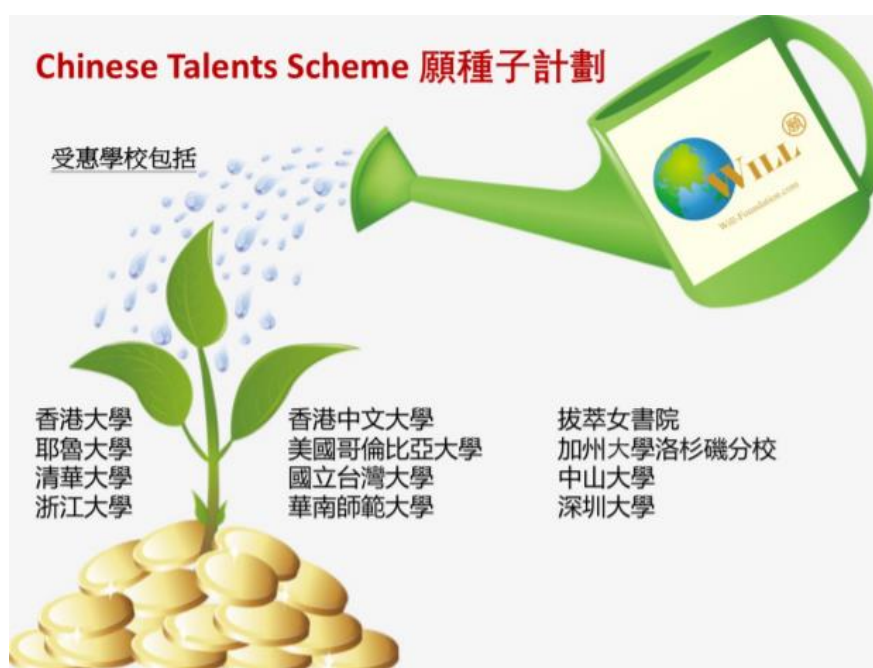 Chinese Talents Scheme 願種子計劃
願
WILL
Will-Foundation.com
受惠學校包括
香港大學
耶魯大學
清華大學
浙江大學
香港中文大學
美國哥倫比亞大學
國立台灣大學
華南師範大學
拔萃女書院
加州大學洛杉磯分校
中山大學
深圳大學